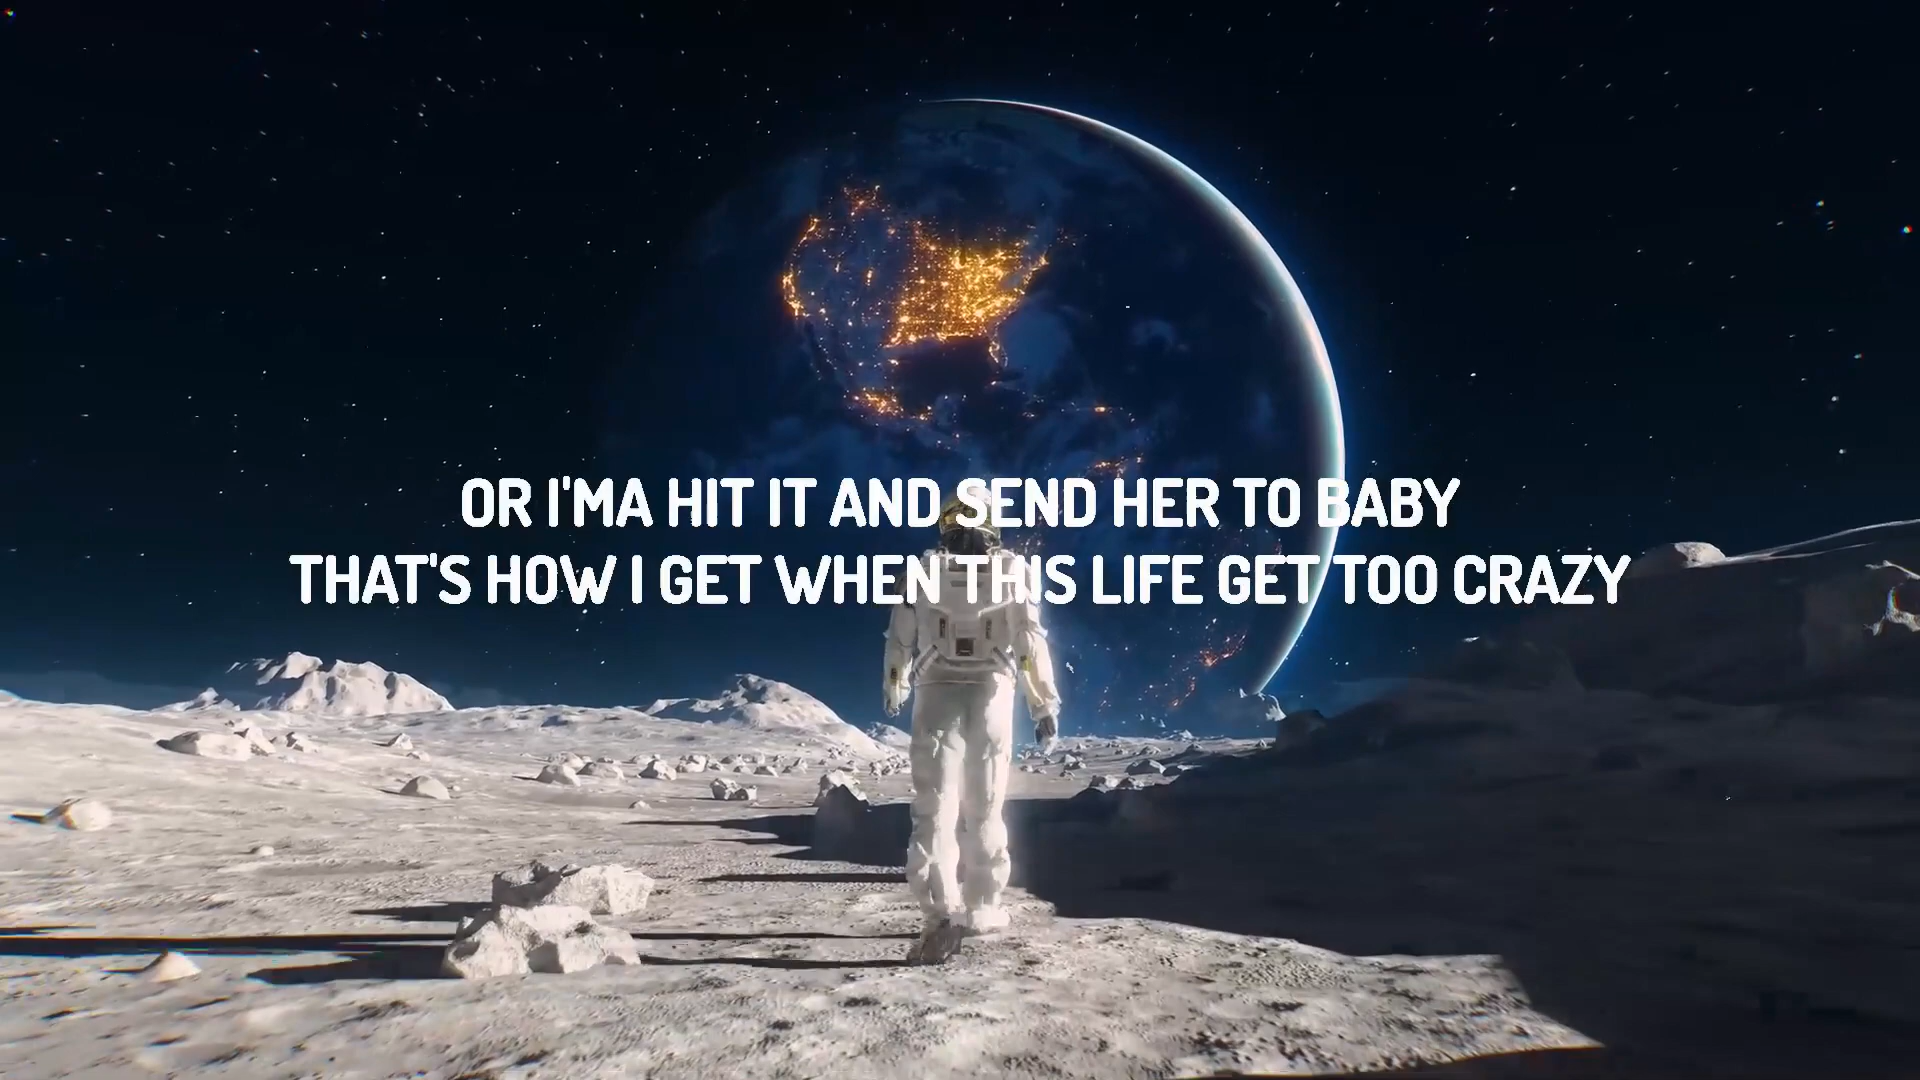 OR I'MA HIT IT AND SEND HER TO BABY
THAT'S HOW I GET WHEN THIS LIFE GET TOO CRAZY